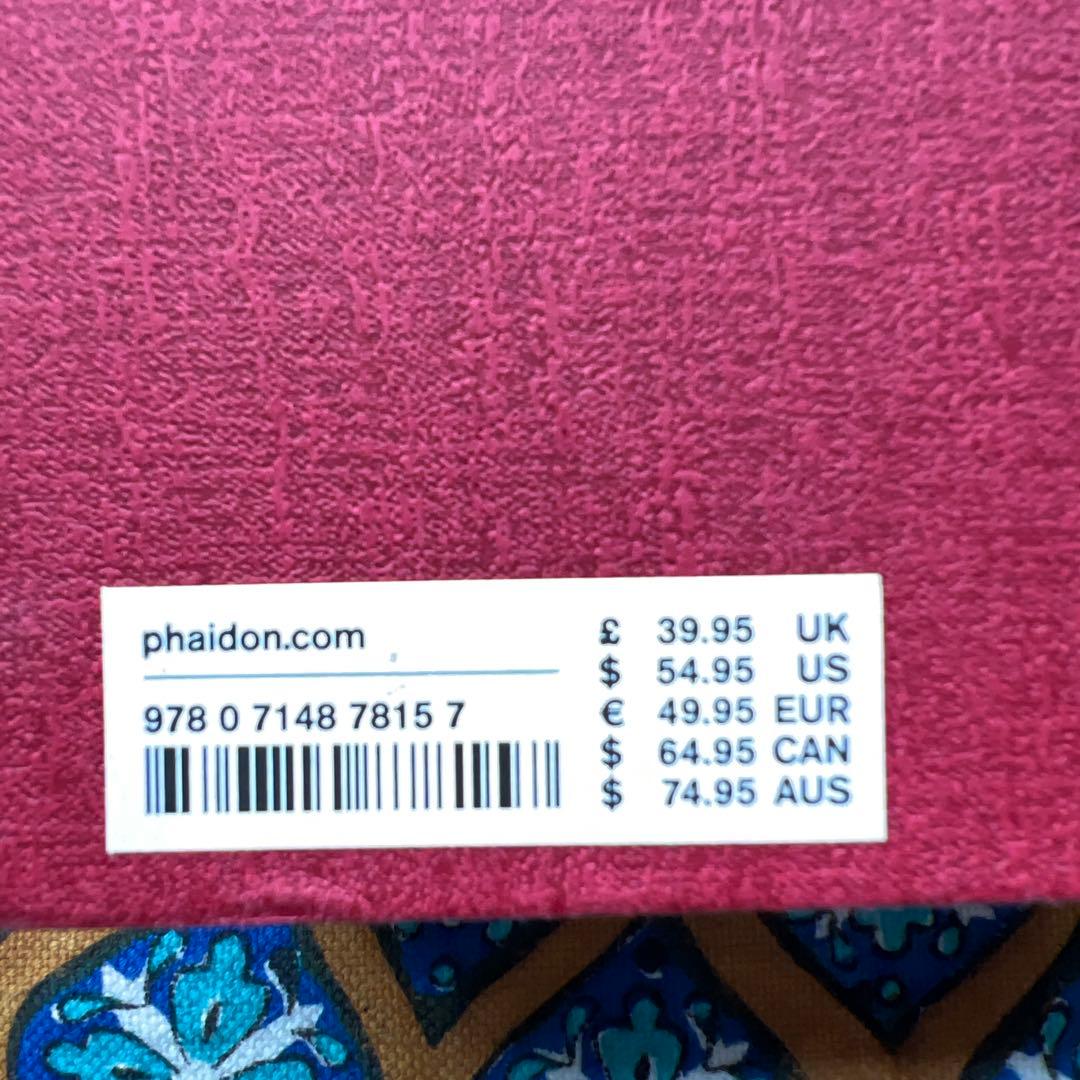 phaidon.com
978 0 7148 7815 7
£ 39.95 UK
$ 54.95 US
€ 49.95 EUR
$ 64.95 CAN
$ 74.95 AUS